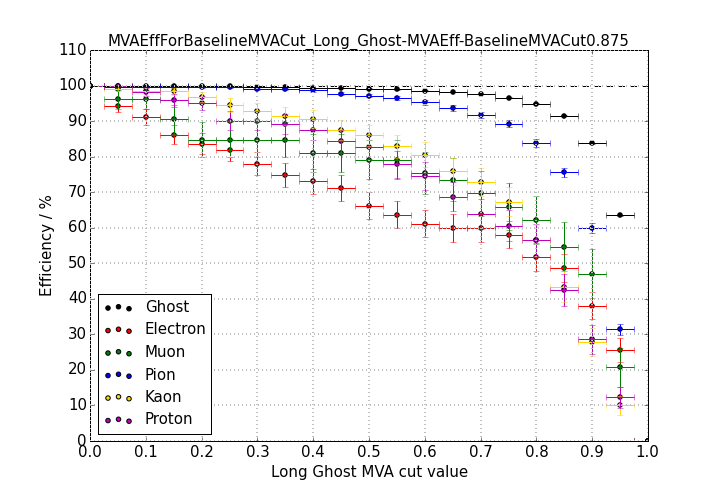 MVAEffForBaselineMVACut_Long_Ghost-MVAEff-BaselineMVACut0.875
110
100
90
80
70
60
50
40
30
20
10
0
Efficiency / %
Ghost
Electron
Muon
Pion
Kaon
Proton
0.0 0.1 0.2 0.3 0.4 0.5 0.6 0.7 0.8 0.9 1.0
Long Ghost MVA cut value